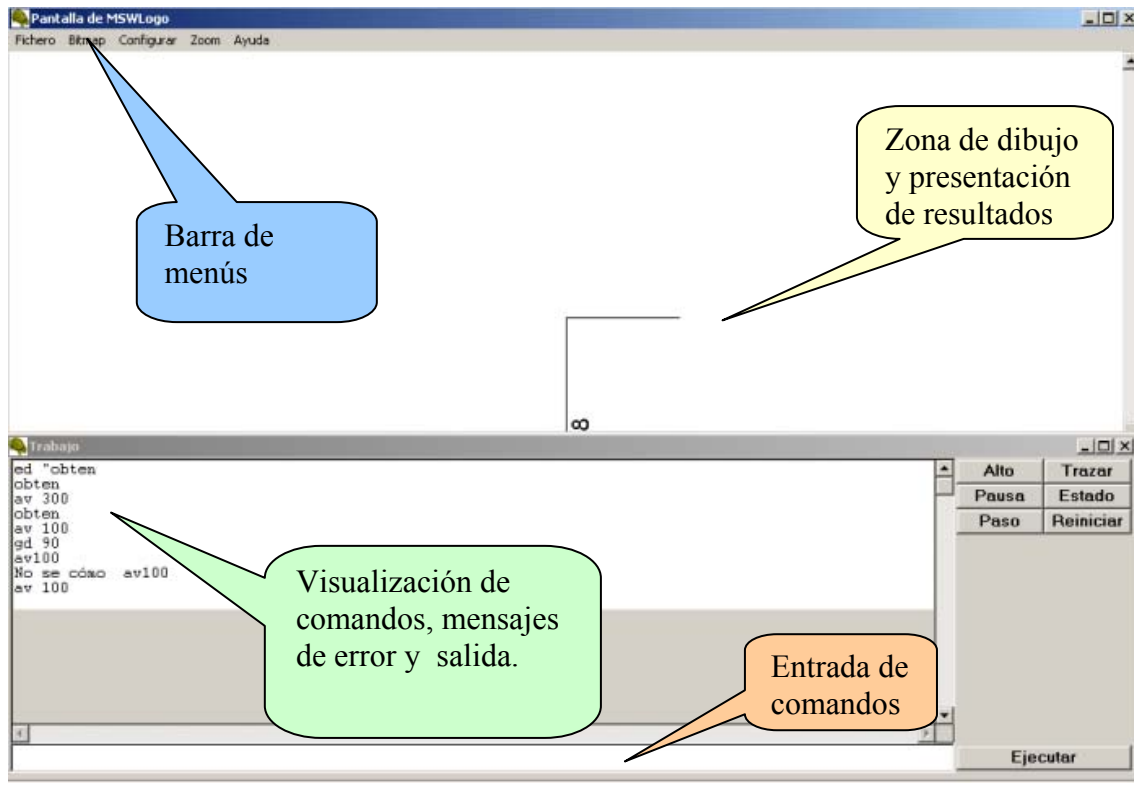 Pantalla de MSWLogo
Fichero Bitmap Configurar Zoom Ayuda
Zona de dibujo
y presentación
de resultados
Barra de
menús
8
Trabajo
ed "obten
obten
av 300
obten
av 100
gd 90
av100
No se cómo av100
av 100
Alto Trazar
Pausa Estado
Paso Reiniciar
Visualización de
comandos, mensajes
de error y salida.
Entrada de
comandos
Ejecutar